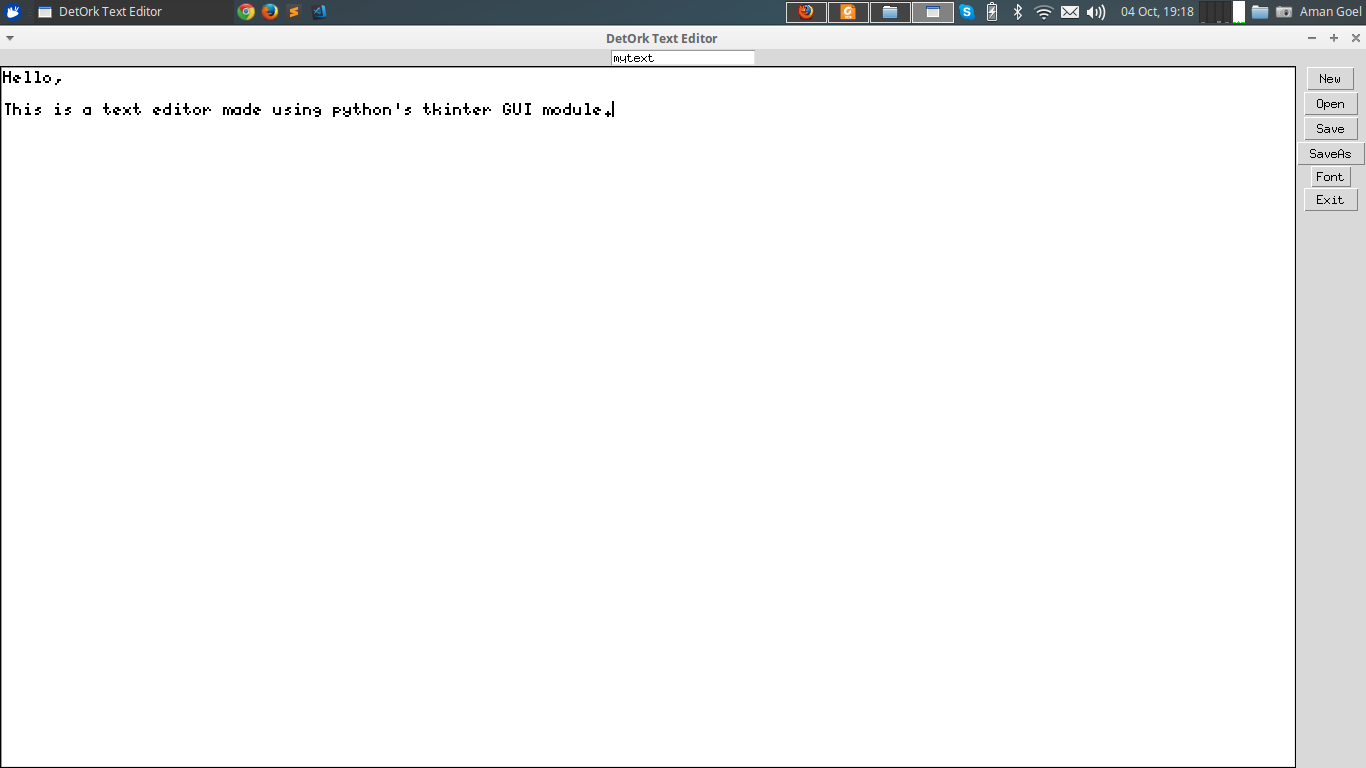 DetOrk Text Editor
04 Oct, 19:18
Aman Goel
DetOrk Text Editor
mytext
Hello,
This is a text editor made using python's tkinter GUI module.
New
Open
Save
SaveAs
Font
Exit